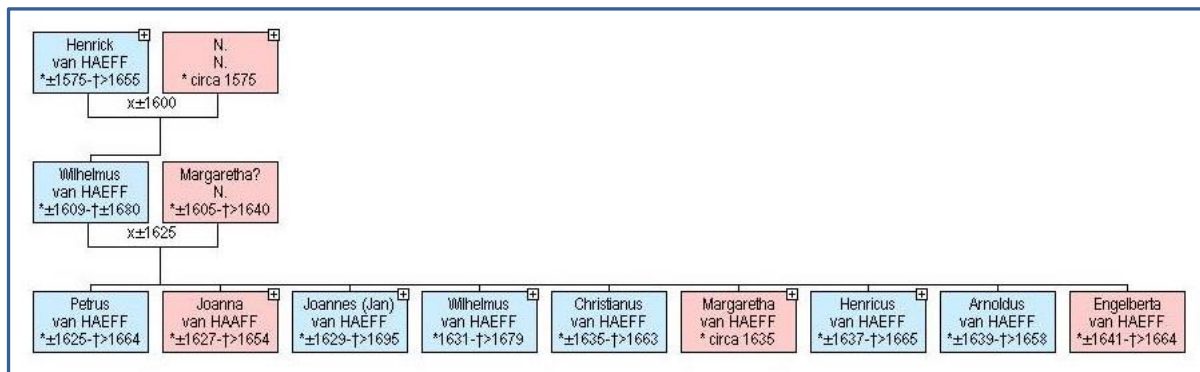 Henrick
van HAEFF
*±1575-†>1655
N.
N.
* circa 1575
x±1600
Wilhelmus
van HAEFF
*±1609-†±1680
Margaretha?
N.
*±1605-†>1640
x±1625
Petrus
van HAEFF
*±1625-†>1664
Joanna
van HAAFF
*±1627-†>1654
Joannes (Jan)
van HAEFF
*±1629-†>1695
Wilhelmus
van HAEFF
*1631-†>1679
Christianus
van HAEFF
*±1635-†>1663
Margaretha
van HAEFF
* circa 1635
Henricus
van HAEFF
*±1637-†>1665
Arnoldus
van HAEFF
*±1639-†>1658
Engelberta
van HAEFF
*±1641-†>1664